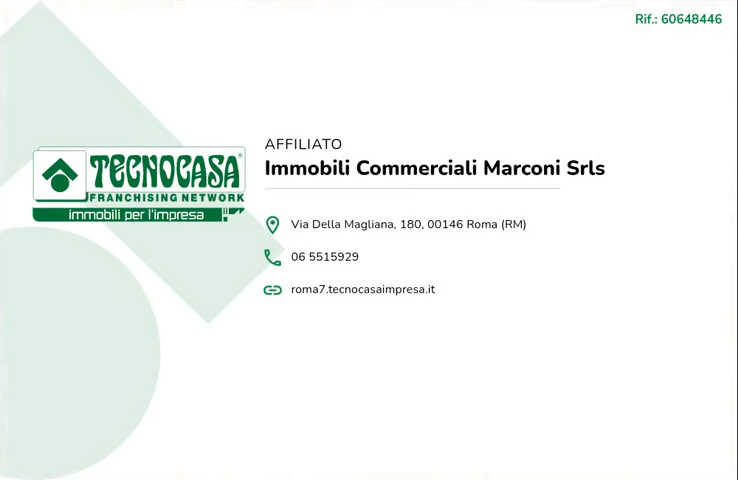 Rif.: 60648446
AFFILIATO
Immobili Commerciali Marconi Srls
TECNOCASA®
FRANCHISING NETWORK
immobili per l'impresa
Via Della Magliana, 180, 00146 Roma (RM)
06 5515929
roma7.tecnocasaimpresa.it